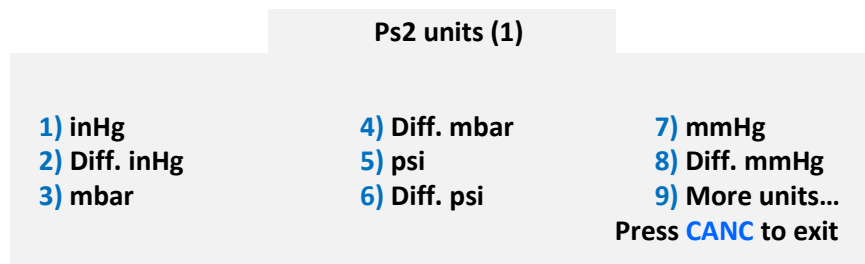 Ps2 units (1)
1) inHg 4) Diff. mbar 7) mmHg
2) Diff. inHg 5) psi 8) Diff. mmHg
3) mbar 6) Diff. psi 9) More units…
Press CANC to exit